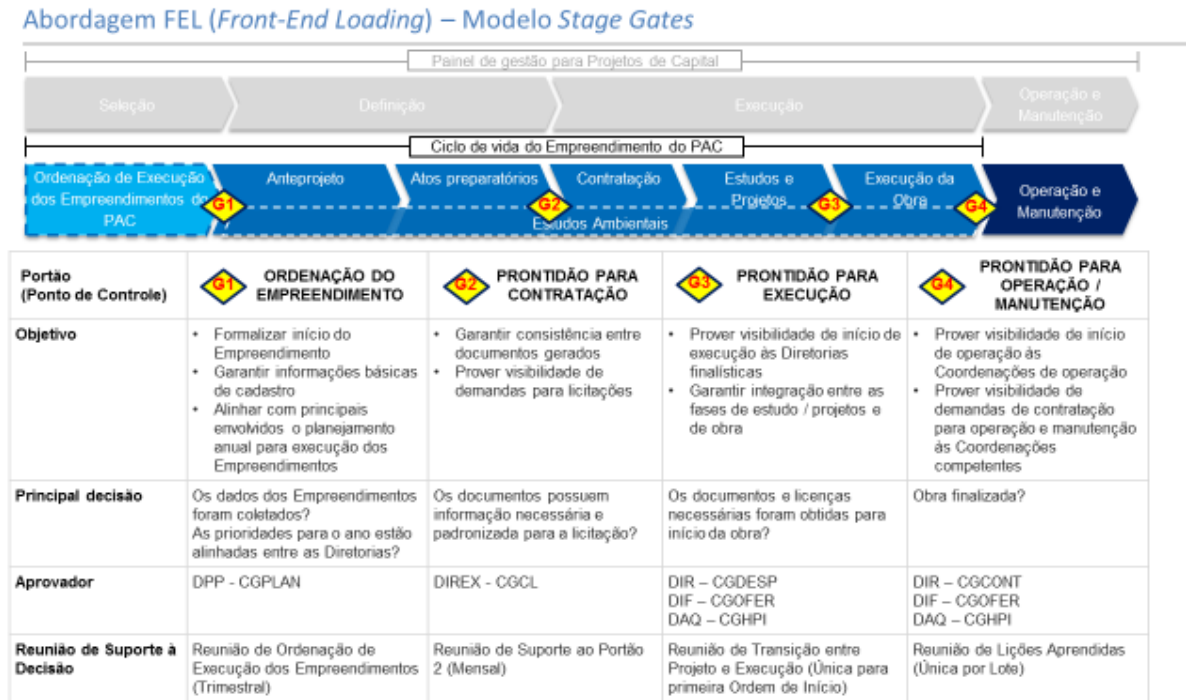 Abordagem FEL (Front-End Loading) – Modelo Stage Gates
Painel de gestão para Projetos de Capital
Seleção
Definição
Execução
Operação e
Manutenção
Ciclo de vida do Empreendimento do PAC
Ordenação de Execução
dos Empreendimentos do
PAC
G1
Anteprojeto
Atos preparatórios
G2
Contratação
Estudos e
Projetos
G3
Execução da
Obra
G4
Estudos Ambientais
Operação e
Manutenção
Portão
(Ponto de Controle)
G1
ORDENAÇÃO DO
EMPREENDIMENTO
G2
PRONTIDÃO PARA
CONTRATAÇÃO
G3
PRONTIDÃO PARA
EXECUÇÃO
G4
PRONTIDÃO PARA
OPERAÇÃO /
MANUTENÇÃO
Objetivo
• Formalizar início do
Empreendimento
• Garantir informações básicas
de cadastro
• Alinhar com principais
envolvidos o planejamento
anual para execução dos
Empreendimentos
• Garantir consistência entre
documentos gerados
• Prover visibilidade de
demandas para licitações
• Prover visibilidade de início de
execução às Diretorias
finalísticas
• Garantir integração entre as
fases de estudo / projetos e
de obra
• Prover visibilidade de início
de operação às
Coordenações de operação
• Prover visibilidade de
demandas de contratação
para operação e manutenção
às Coordenações
competentes
Principal decisão
Os dados dos Empreendimentos
foram coletados?
As prioridades para o ano estão
alinhadas entre as Diretorias?
Os documentos possuem
informação necessária e
padronizada para a licitação?
Os documentos e licenças
necessárias foram obtidas para
início da obra?
Obra finalizada?
Aprovador
DPP - CGPLAN
DIREX - CGCL
DIR – CGDESP
DIF – CGOFER
DAQ – CGHPI
DIR – CGCONT
DIF – CGOFER
DAQ – CGHPI
Reunião de Suporte à
Decisão
Reunião de Ordenação de
Execução dos Empreendimentos
(Trimestral)
Reunião de Suporte ao Portão
2 (Mensal)
Reunião de Transição entre
Projeto e Execução (Única para
primeira Ordem de Início)
Reunião de Lições Aprendidas
(Única por Lote)